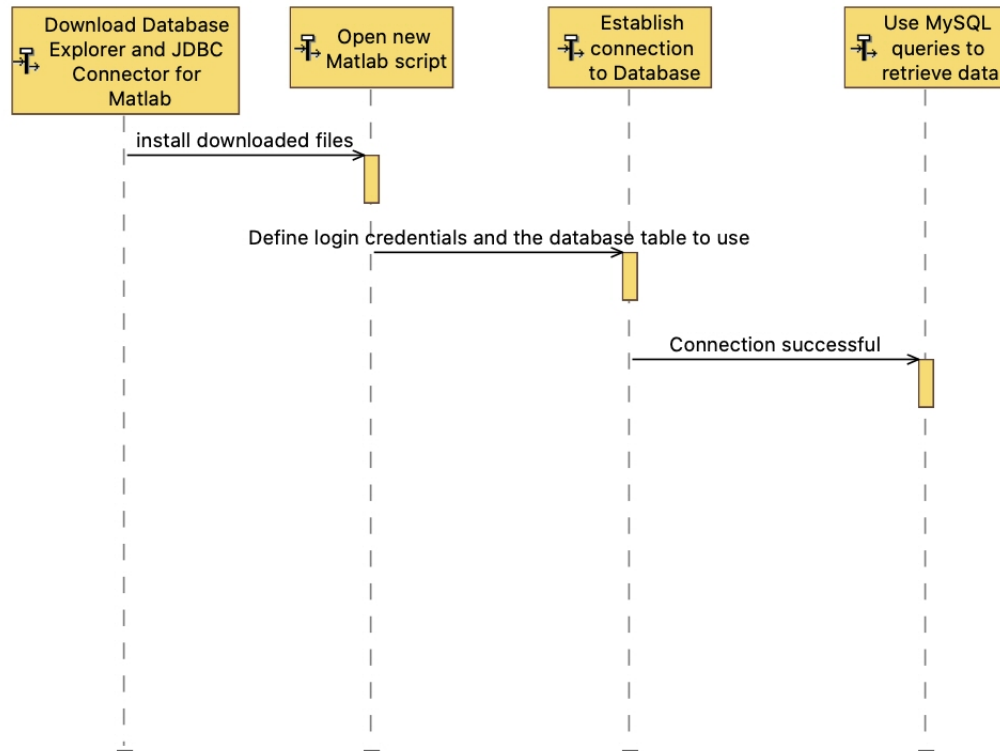 Download Database
Explorer and JDBC
Connector for
Matlab
Open new
Matlab script
Establish
connection
to Database
Use MySQL
queries to
retrieve data
install downloaded files
Define login credentials and the database table to use
Connection successful